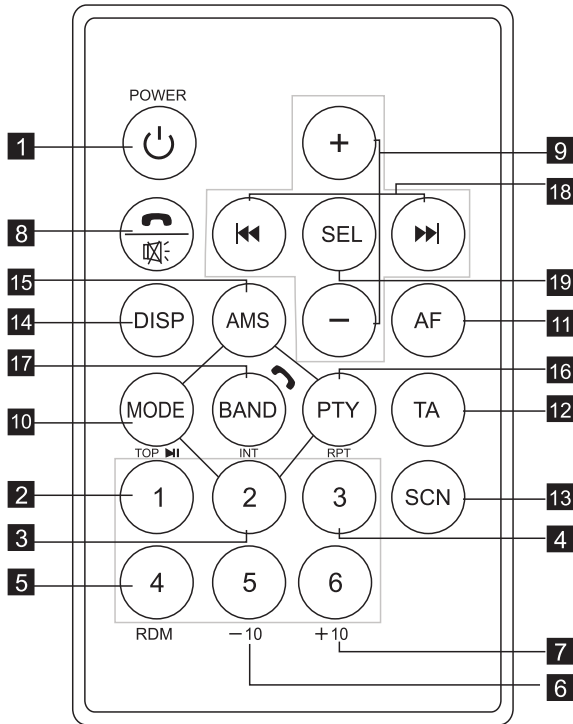 POWER
1
+
9
18
8
SEL
15
19
14
DISP
AMS
−
AF
11
17
16
10
MODE
BAND
PTY
TA
12
TOP
INT
RPT
2
1
2
3
SCN
13
3
4
5
4
5
6
RDM
−10
+10
7
6